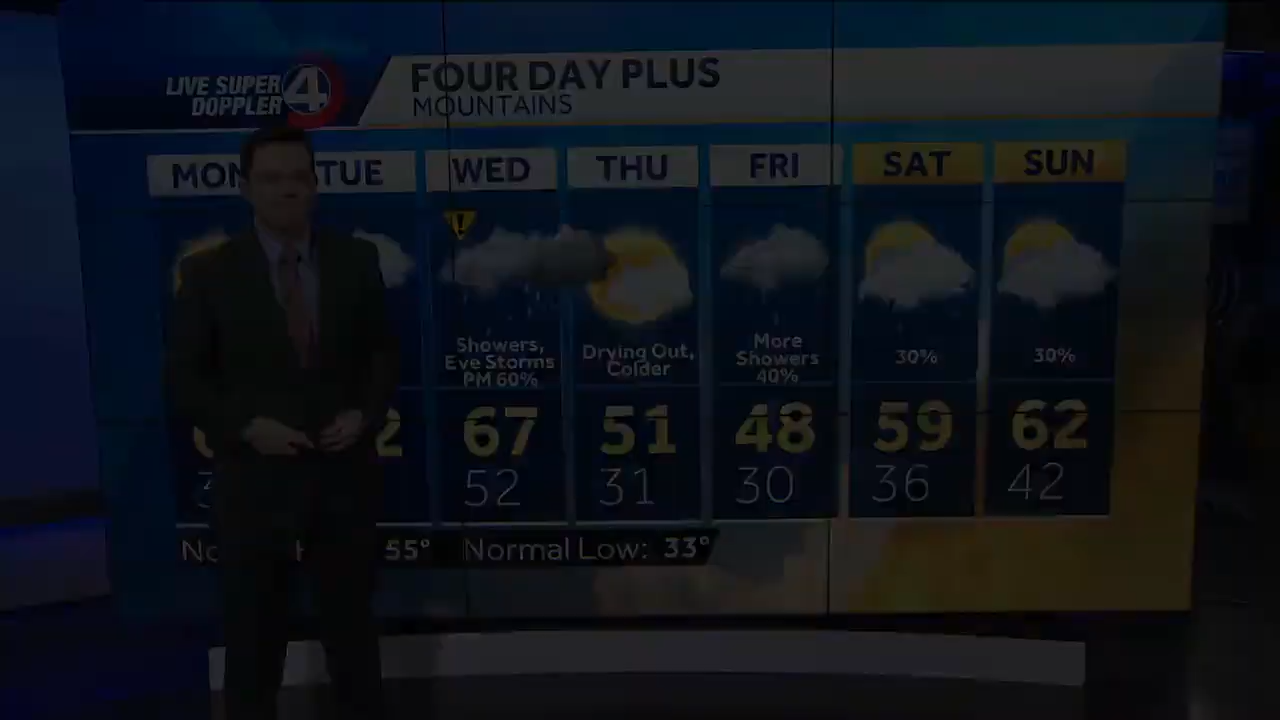 LIVE SUPER
DOPPLER 4
FOUR DAY PLUS
MOUNTAINS
MON TUE WED THU FRI SAT SUN
Showers,
Eve Storms
PM 60%
Drying Out,
Colder
More
Showers
40%
30%
30%
67 51 48 59 62
52 31 30 36 42
55° Normal Low: 33°